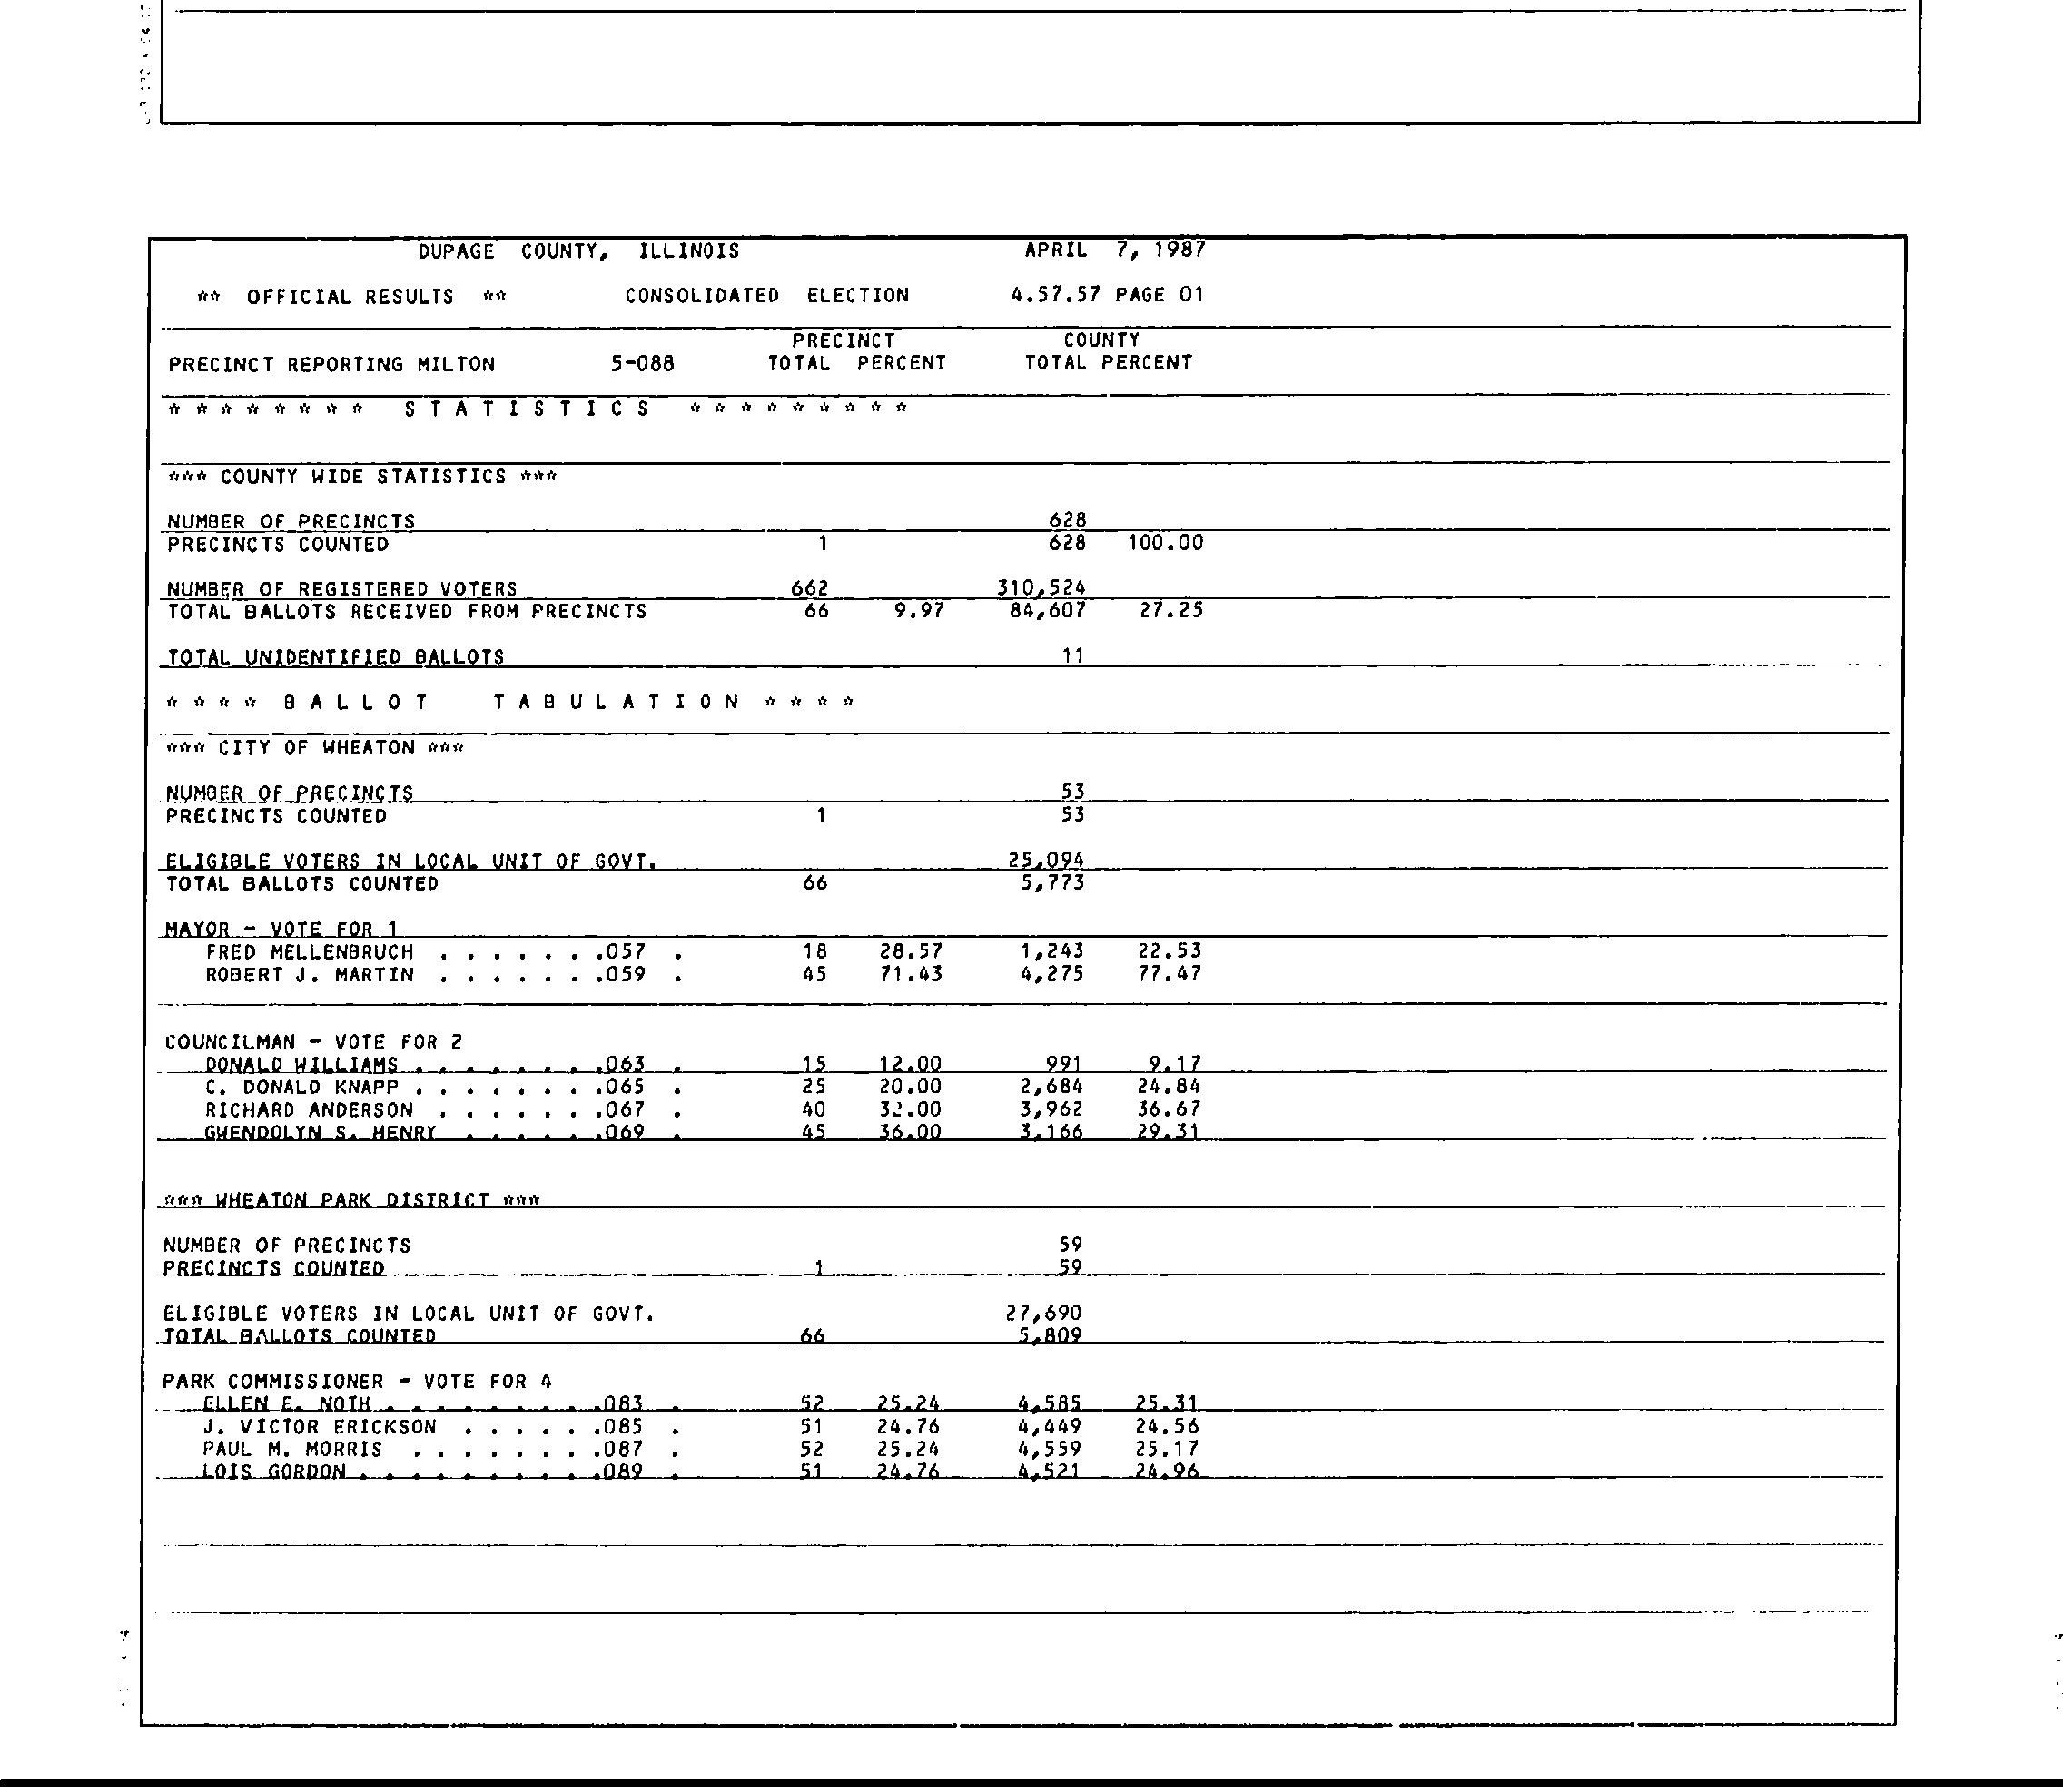 DUPAGE COUNTY, ILLINOIS APRIL 7, 1987
** OFFICIAL RESULTS ** CONSOLIDATED ELECTION 4.57.57 PAGE 01
PRECINCT COUNTY
PRECINCT REPORTING MILTON 5-088 TOTAL PERCENT TOTAL PERCENT
* * * * * * * * S T A T I S T I C S * * * * * * * * *
*** COUNTY WIDE STATISTICS ***
NUMBER OF PRECINCTS 628
PRECINCTS COUNTED 1 628 100.00
NUMBER OF REGISTERED VOTERS 662 310,524
TOTAL BALLOTS RECEIVED FROM PRECINCTS 66 9.97 84,607 27.25
TOTAL UNIDENTIFIED BALLOTS 11
* * * * B A L L O T T A B U L A T I O N * * * *
*** CITY OF WHEATON ***
NUMBER OF PRECINCTS 53
PRECINCTS COUNTED 1 53
ELIGIBLE VOTERS IN LOCAL UNIT OF GOVT. 25,094
TOTAL BALLOTS COUNTED 66 5,773
MAYOR - VOTE FOR 1
FRED MELLENBRUCH . . . . . . .057 . 18 28.57 1,243 22.53
ROBERT J. MARTIN . . . . . . .059 . 45 71.43 4,275 77.47
COUNCILMAN - VOTE FOR 2
DONALD WILLIAMS . . . . . . . .063 . 15 12.00 991 9.17
C. DONALD KNAPP . . . . . . . .065 . 25 20.00 2,684 24.84
RICHARD ANDERSON . . . . . . .067 . 40 32.00 3,962 36.67
GWENDOLYN S. HENRY . . . . . .069 . 45 36.00 3,166 29.31
*** WHEATON PARK DISTRICT ***
NUMBER OF PRECINCTS 59
PRECINCTS COUNTED 1 59
ELIGIBLE VOTERS IN LOCAL UNIT OF GOVT. 27,690
TOTAL BALLOTS COUNTED 66 5,809
PARK COMMISSIONER - VOTE FOR 4
ELLEN E. NOTH . . . . . . . . .083 . 52 25.24 4,585 25.31
J. VICTOR ERICKSON . . . . . .085 . 51 24.76 4,449 24.56
PAUL M. MORRIS . . . . . . . .087 . 52 25.24 4,559 25.17
LOIS GORDON . . . . . . . . . .089 . 51 24.76 4,521 24.96